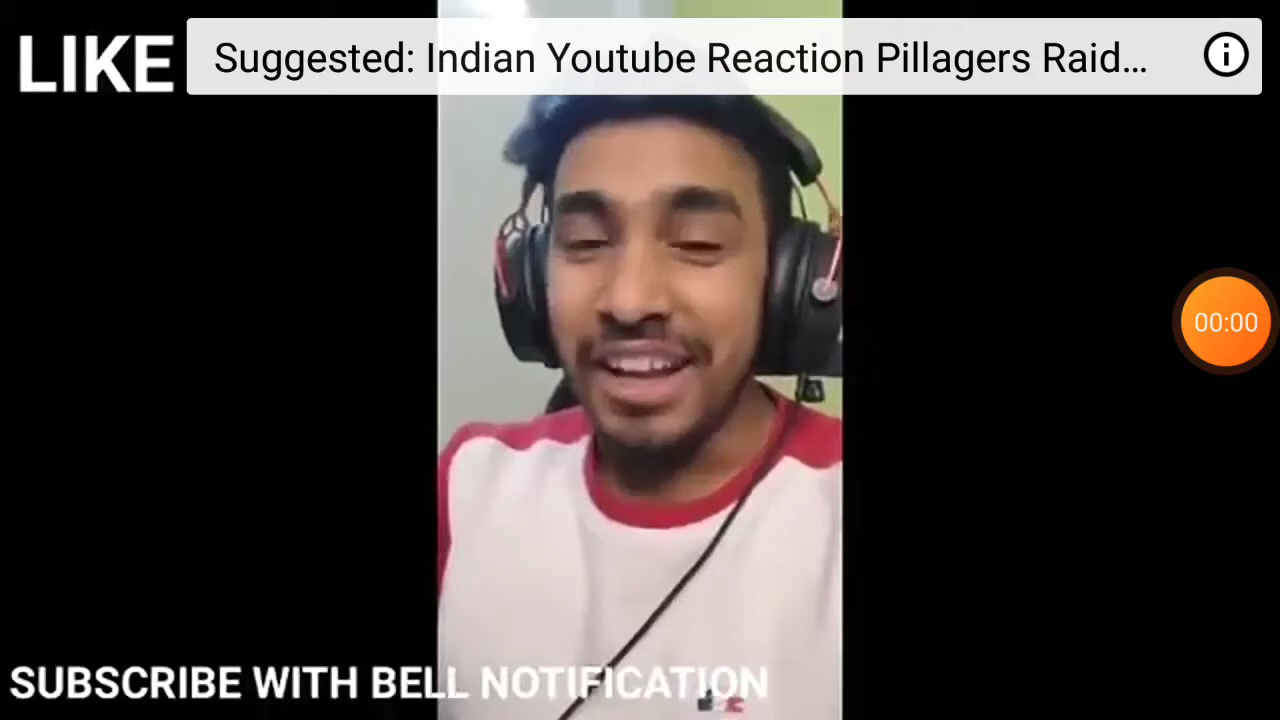 LIKE
Suggested: Indian Youtube Reaction Pillagers Raid...
00:00
SUBSCRIBE WITH BELL NOTIFICATION